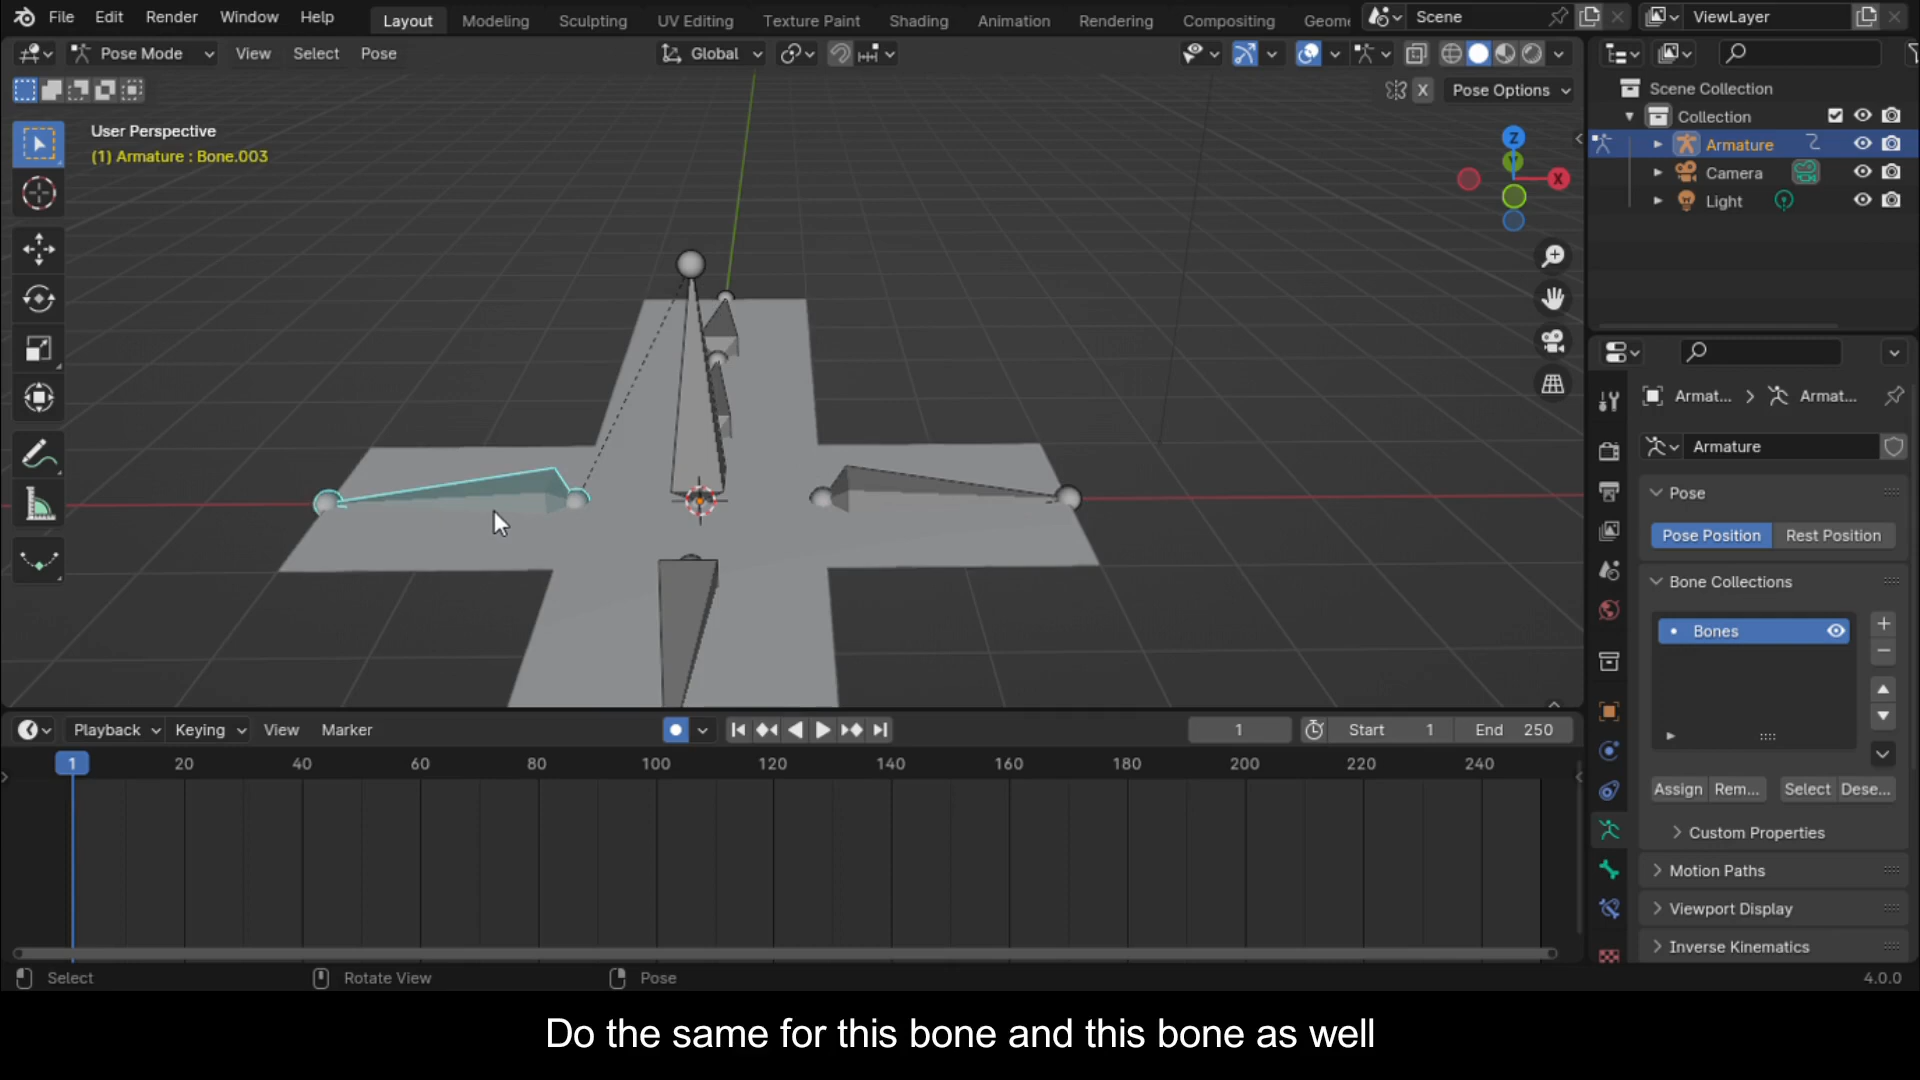 File Edit Render Window Help Layout Modeling Sculpting UV Editing Texture Paint Shading Animation Rendering Compositing Geome Scene ViewLayer
Pose Mode View Select Pose Global
X Pose Options
User Perspective
(1) Armature : Bone.003
Z
X
Scene Collection
Collection
Armature
Camera
Light
Armat... > Armat...
Armature
Pose
Pose Position Rest Position
Bone Collections
Bones
Assign Rem... Select Dese...
Custom Properties
Motion Paths
Viewport Display
Inverse Kinematics
Playback Keying View Marker 1 Start 1 End 250
1 20 40 60 80 100 120 140 160 180 200 220 240
Select Rotate View Pose 4.0.0
Do the same for this bone and this bone as well